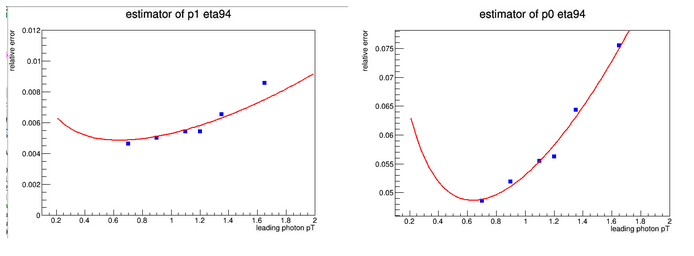 estimator of p1 eta94
relative error
0.012
0.01
0.008
0.006
0.004
0.002
0
0.2 0.4 0.6 0.8 1 1.2 1.4 1.6 1.8 2
leading photon pT
estimator of p0 eta94
relative error
0.075
0.07
0.065
0.06
0.055
0.05
0.2 0.4 0.6 0.8 1 1.2 1.4 1.6 1.8 2
leading photon pT